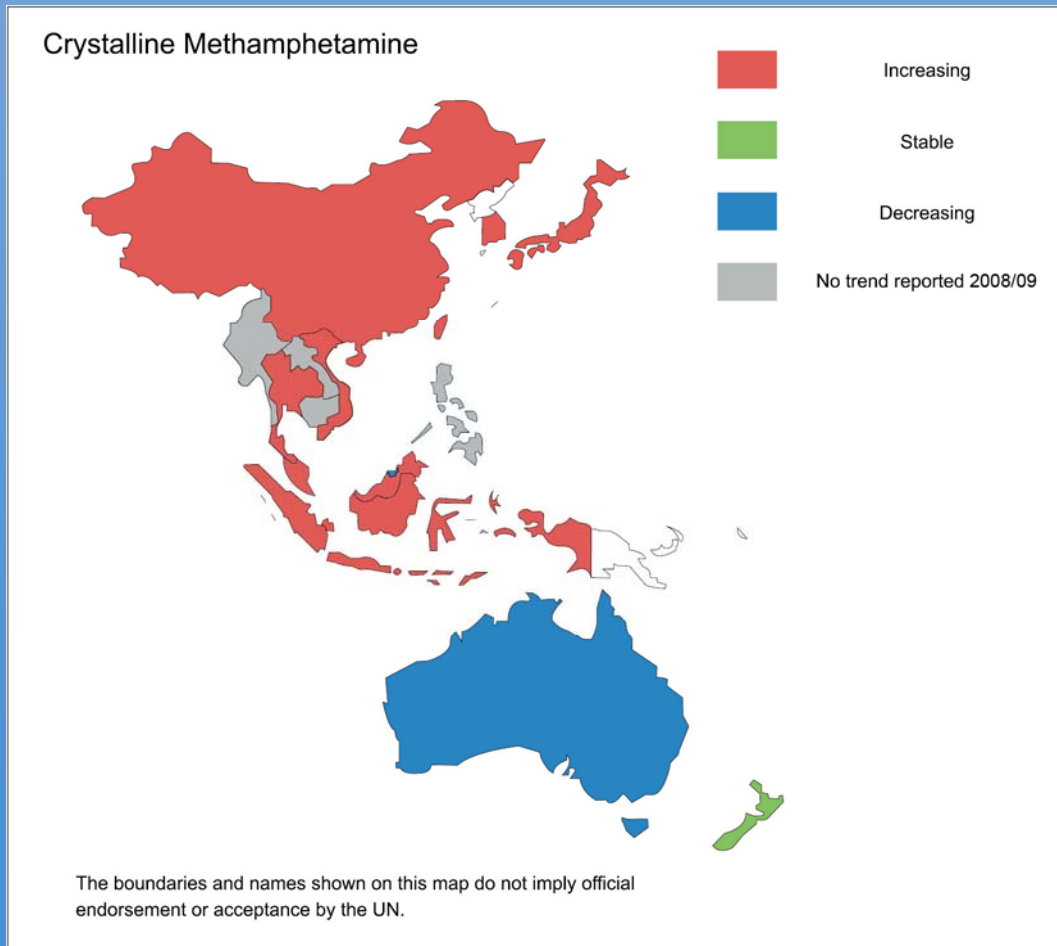 Crystalline Methamphetamine
Increasing
Stable
Decreasing
No trend reported 2008/09
The boundaries and names shown on this map do not imply official
endorsement or acceptance by the UN.